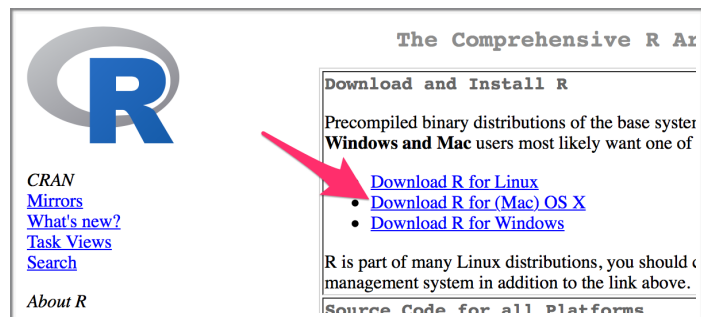 R
The Comprehensive R Ar
Download and Install R
Precompiled binary distributions of the base syster
Windows and Mac users most likely want one of
Download R for Linux
• Download R for (Mac) OS X
• Download R for Windows
R is part of many Linux distributions, you should c
management system in addition to the link above.
Source Code for all Platforms
CRAN
Mirrors
What's new?
Task Views
Search
About R